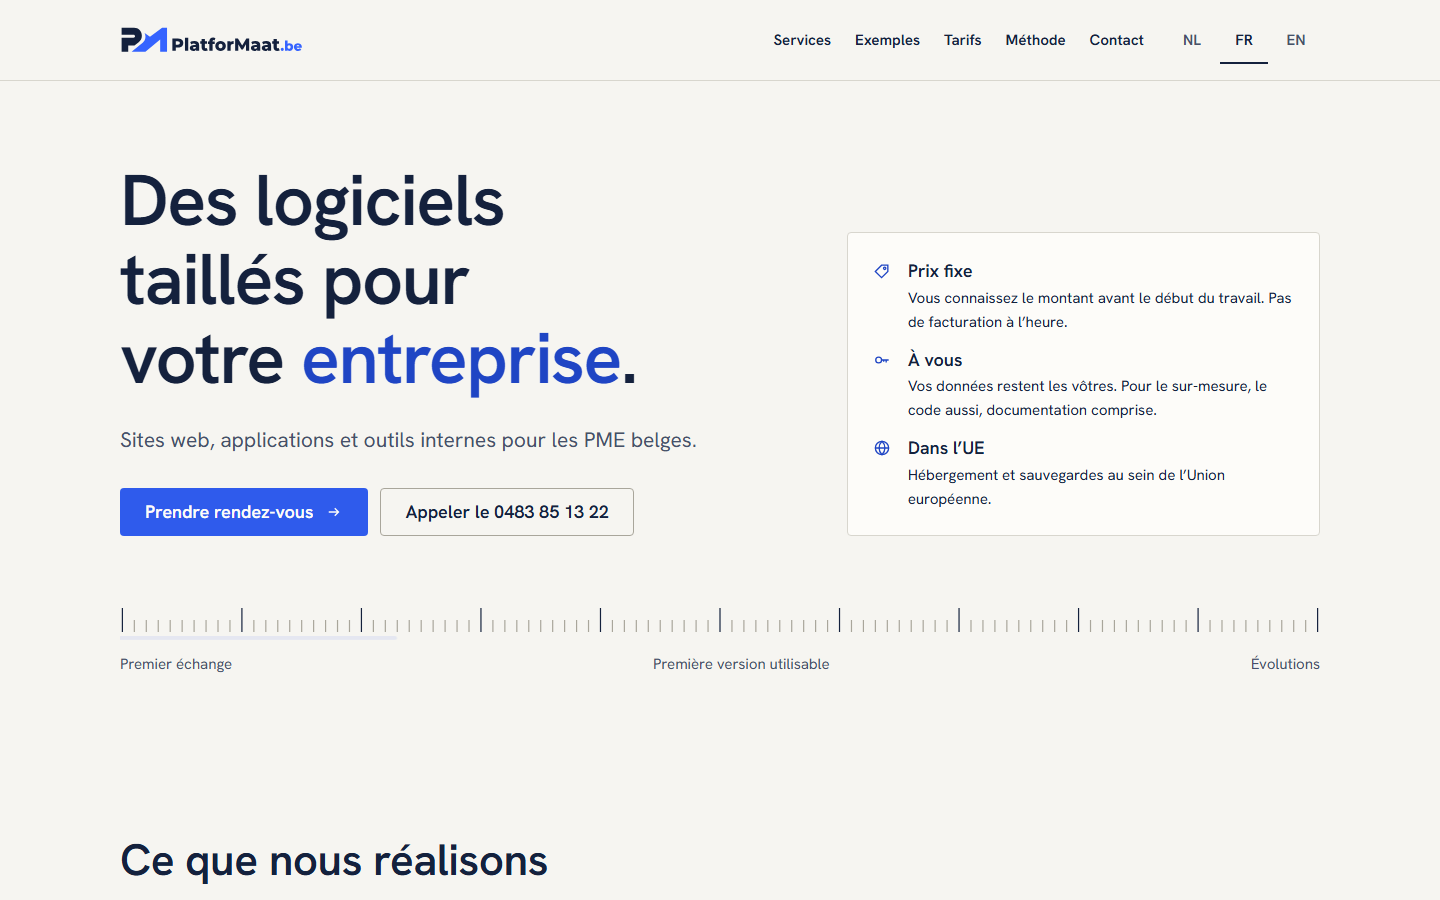 PM PlatforMaat.be
Services Exemples Tarifs Méthode Contact NL FR EN
Des logiciels
taillés pour
votre entreprise.
Sites web, applications et outils internes pour les PME belges.
Prendre rendez-vous →
Appeler le 0483 85 13 22
Prix fixe
Vous connaissez le montant avant le début du travail. Pas
de facturation à l’heure.
À vous
Vos données restent les vôtres. Pour le sur-mesure, le
code aussi, documentation comprise.
Dans l’UE
Hébergement et sauvegardes au sein de l’Union
européenne.
Premier échange
Première version utilisable
Évolutions
Ce que nous réalisons